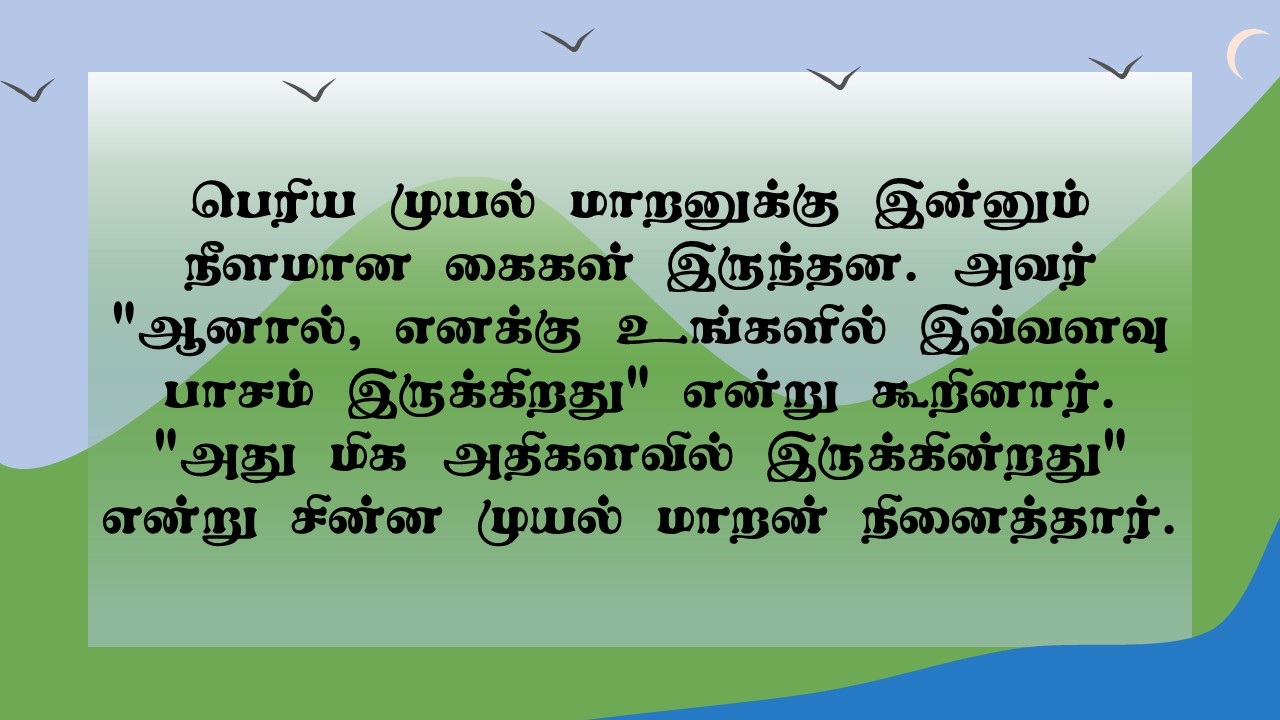 பெரிய முயல் மாறனுக்கு இன்னும்
நீளமான கைகள் இருந்தன. அவர்
"ஆனால், எனக்கு உங்களில் இவ்வளவு
பாசம் இருக்கிறது" என்று கூறினார்.
"அது மிக அதிகளவில் இருக்கின்றது"
என்று சின்ன முயல் மாறன் நினைத்தார்.